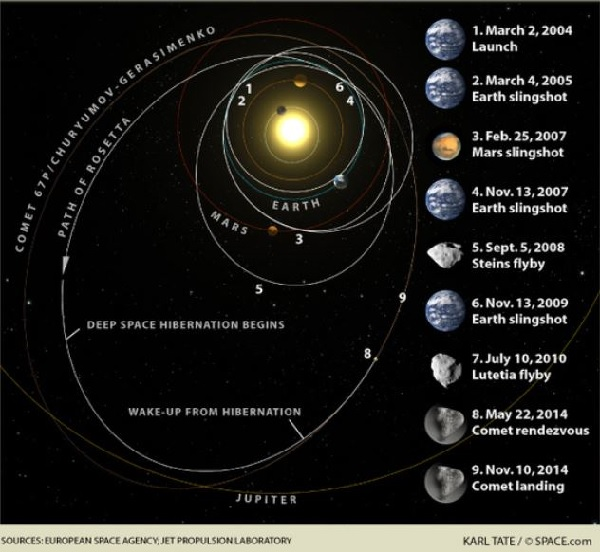 COMET 67P/CHURYUMOV-GERASIMENKO
PATH OF ROSETTA
1
2
6
4
EARTH
MARS
3
5
9
8
DEEP SPACE HIBERNATION BEGINS
WAKE-UP FROM HIBERNATION
JUPITER
1. March 2, 2004
Launch
2. March 4, 2005
Earth slingshot
3. Feb. 25, 2007
Mars slingshot
4. Nov. 13, 2007
Earth slingshot
5. Sept. 5, 2008
Steins flyby
6. Nov. 13, 2009
Earth slingshot
7. July 10, 2010
Lutetia flyby
8. May 22, 2014
Comet rendezvous
9. Nov. 10, 2014
Comet landing
SOURCES: EUROPEAN SPACE AGENCY; JET PROPULSION LABORATORY
KARL TATE / © SPACE.com